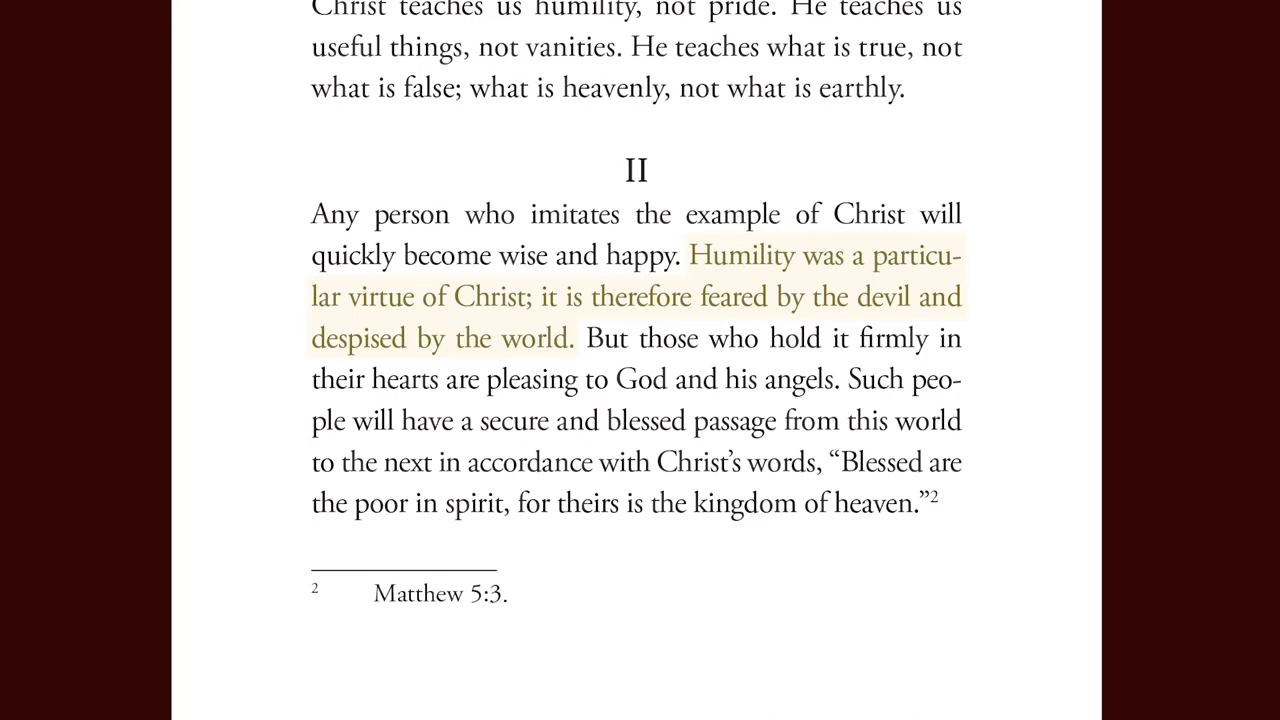 Christ teaches us humility, not pride. He teaches us
useful things, not vanities. He teaches what is true, not
what is false; what is heavenly, not what is earthly.
II
Any person who imitates the example of Christ will
quickly become wise and happy. Humility was a particu-
lar virtue of Christ; it is therefore feared by the devil and
despised by the world. But those who hold it firmly in
their hearts are pleasing to God and his angels. Such peo-
ple will have a secure and blessed passage from this world
to the next in accordance with Christ’s words, “Blessed are
the poor in spirit, for theirs is the kingdom of heaven.”2
2 Matthew 5:3.